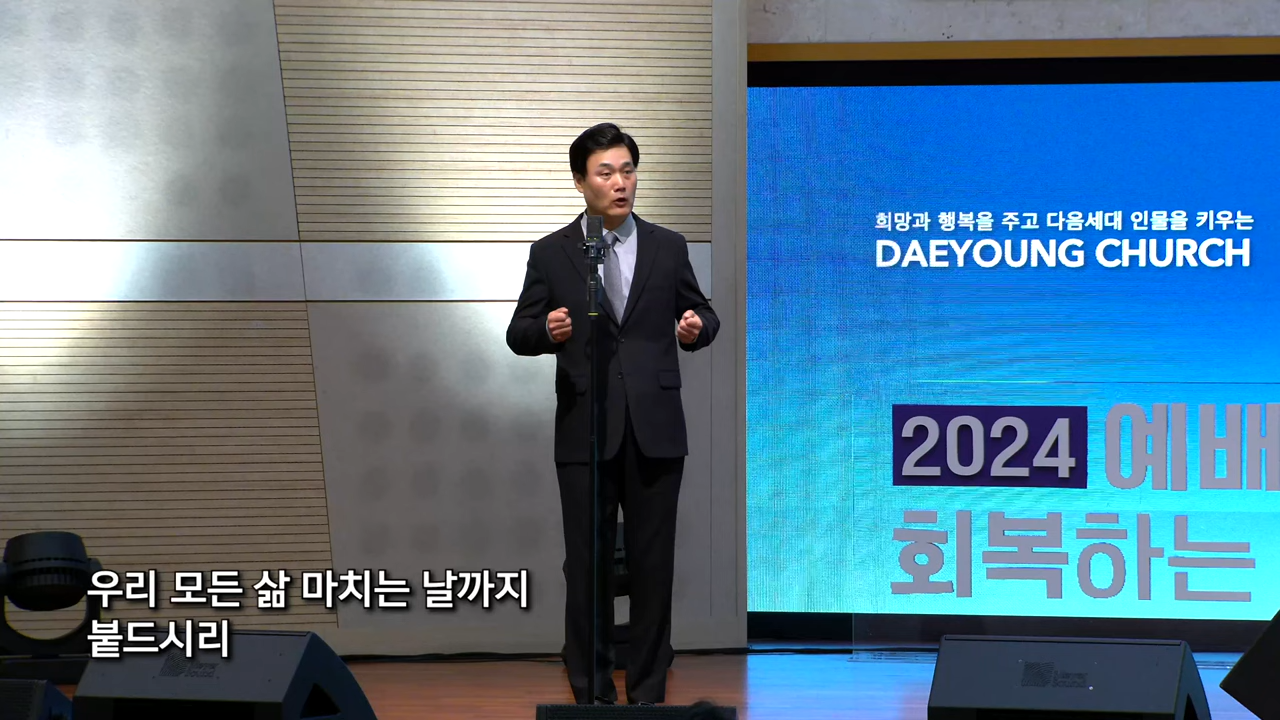 희망과 행복을 주고 다음세대 인물을 키우는
DAEYOUNG CHURCH
2024 예배
회복하는
우리 모든 삶 마치는 날까지
붙드시리